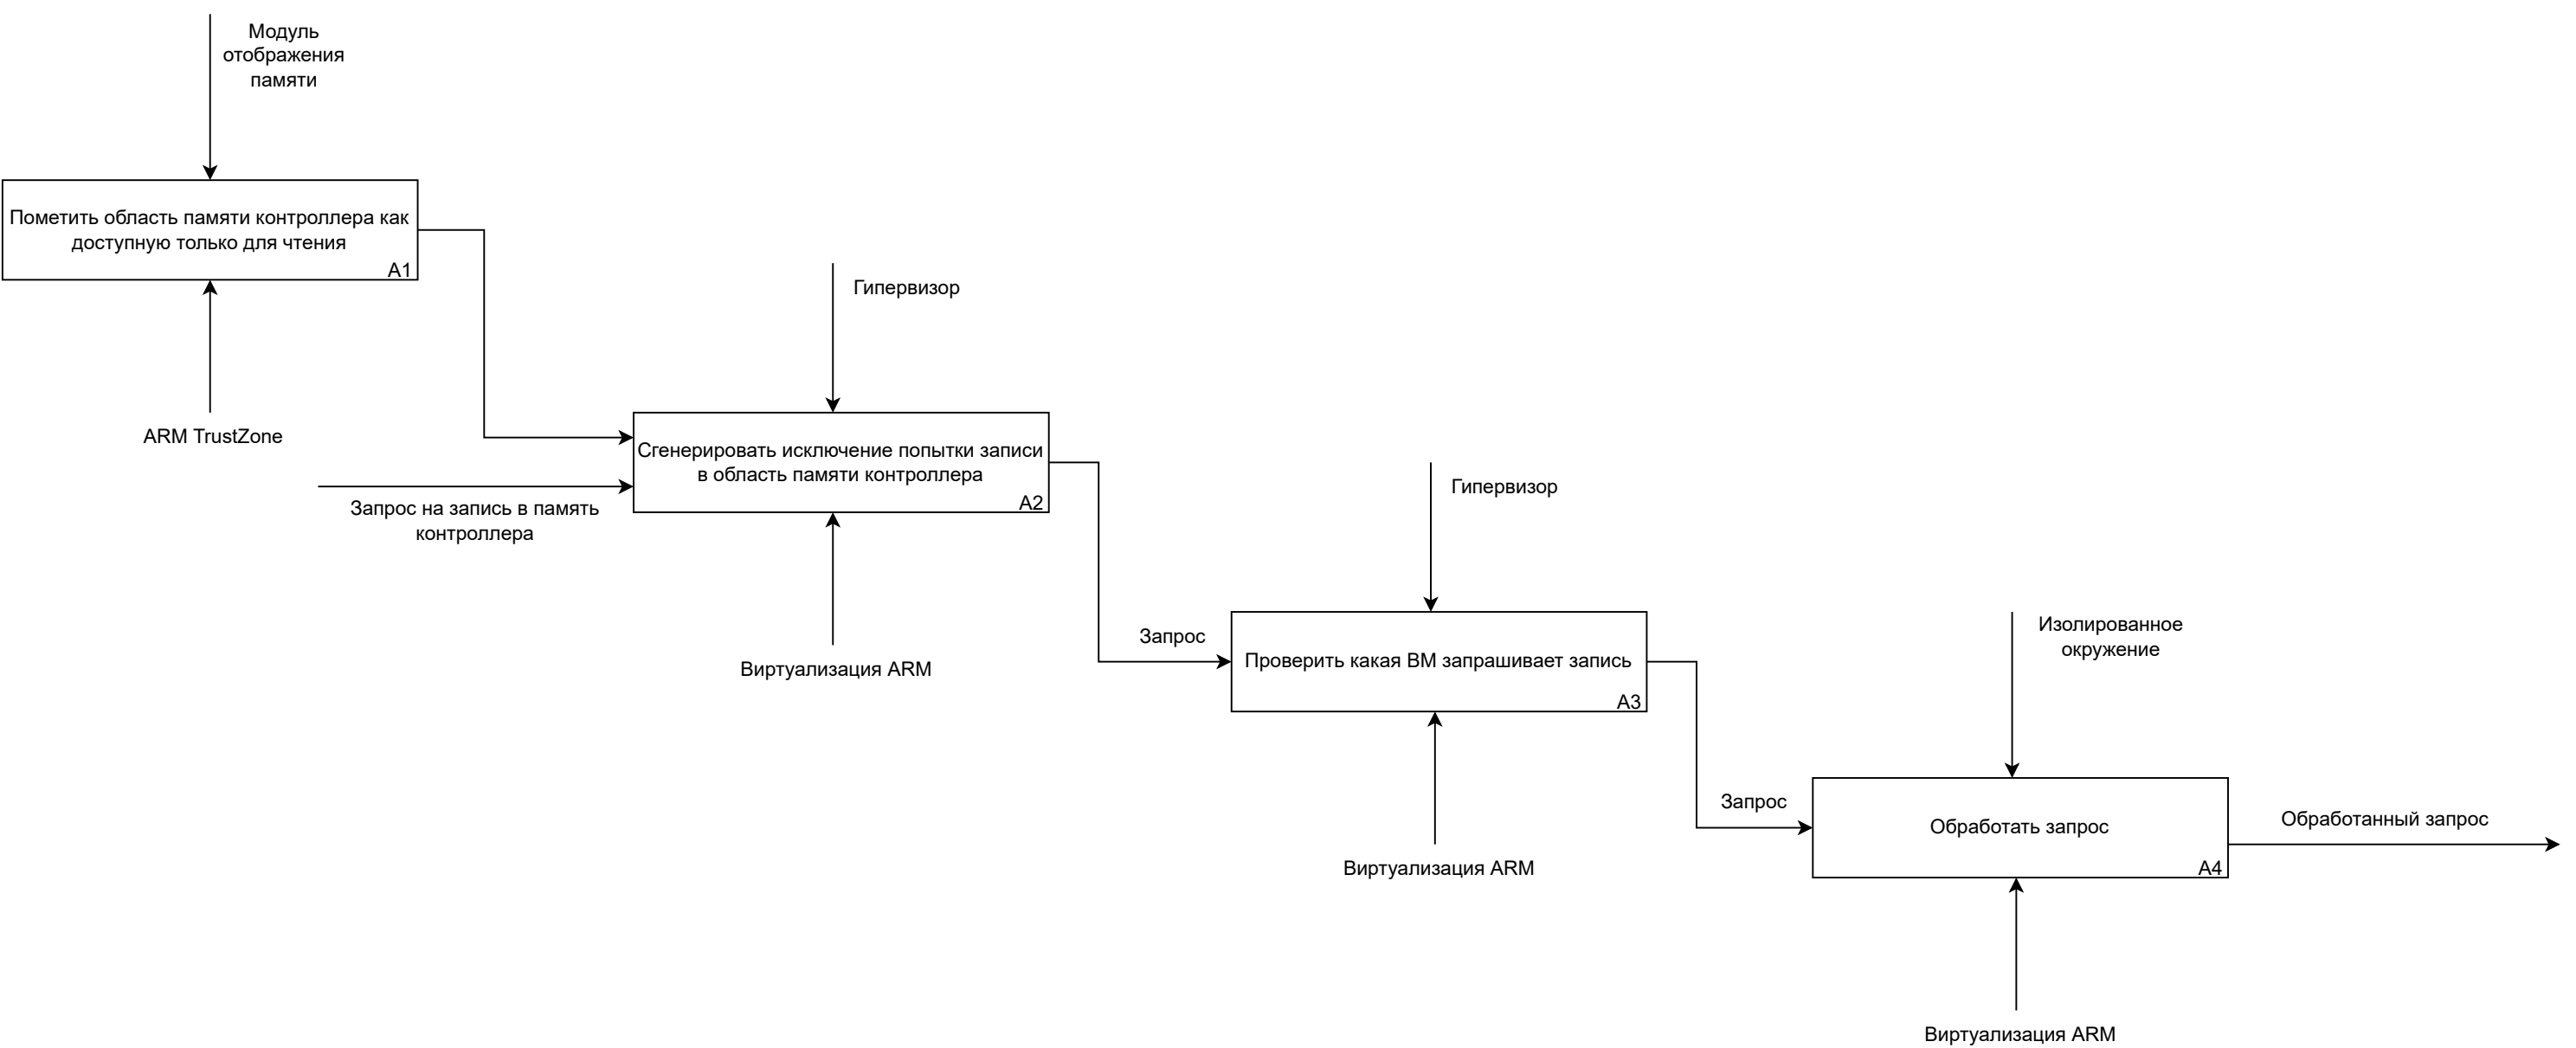 Модуль
отображения
памяти
Пометить область памяти контроллера как
доступную только для чтения
A1
ARM TrustZone
Гипервизор
Сгенерировать исключение попытки записи
в область памяти контроллера
A2
Запрос на запись в память
контроллера
Виртуализация ARM
Гипервизор
Запрос
Проверить какая ВМ запрашивает запись
A3
Виртуализация ARM
Изолированное
окружение
Запрос
Обработать запрос
A4
Обработанный запрос
Виртуализация ARM